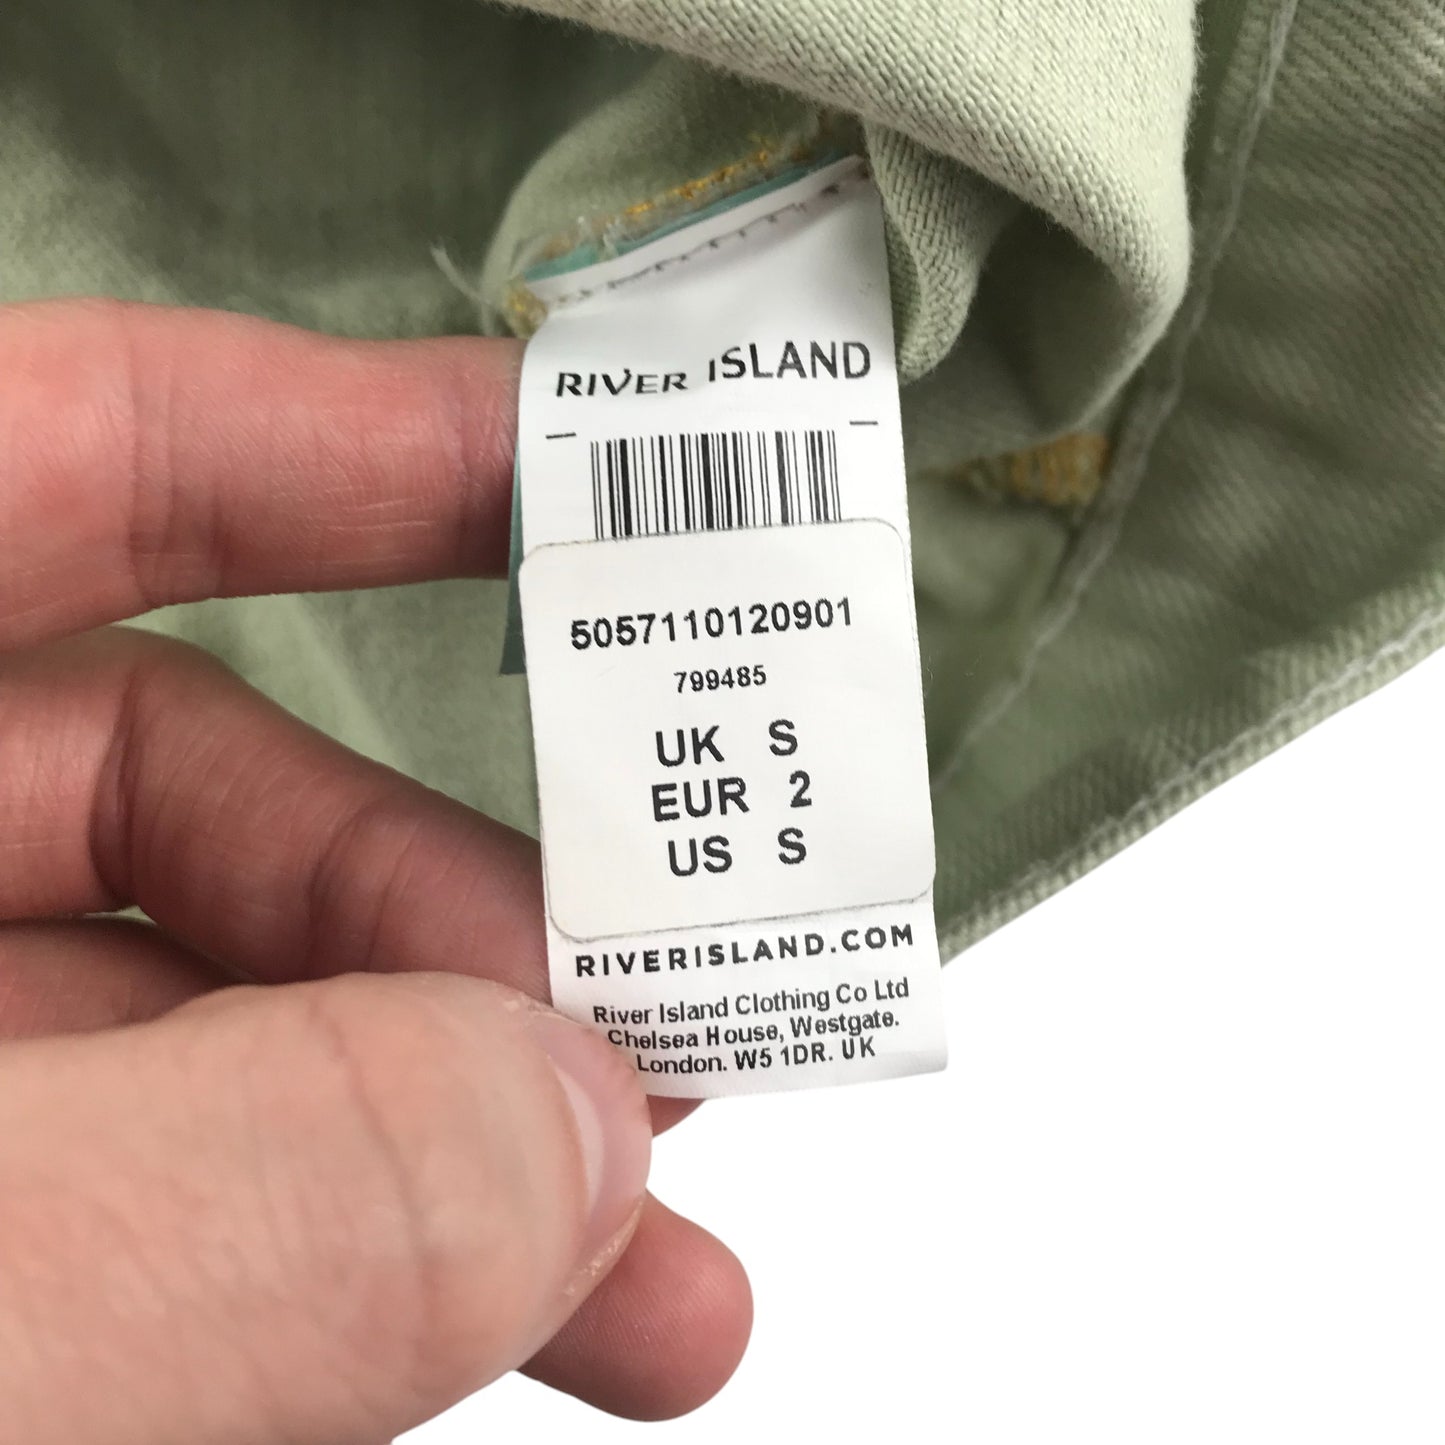 RIVER ISLAND
5057110120901
799485
UK S
EUR 2
US S
RIVERISLAND.COM
River Island Clothing Co Ltd
Chelsea House, Westgate.
London. W5 1DR. UK